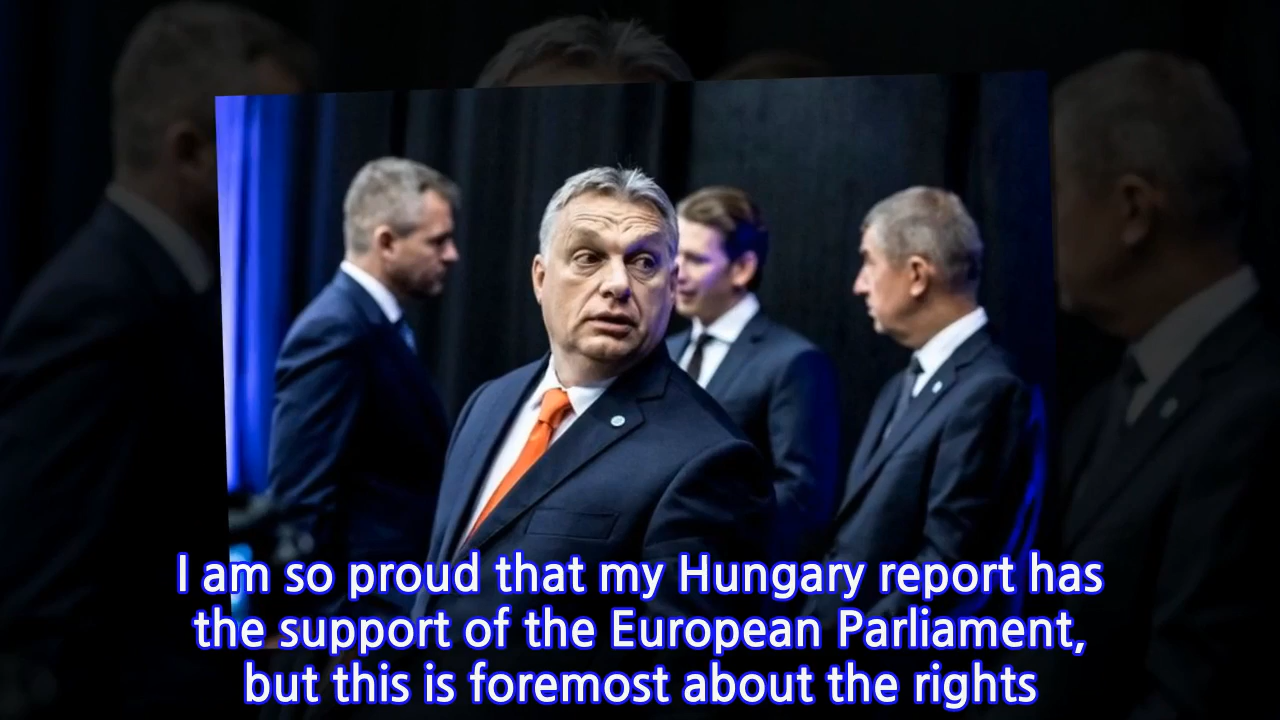 I am so proud that my Hungary report has
the support of the European Parliament,
but this is foremost about the rights